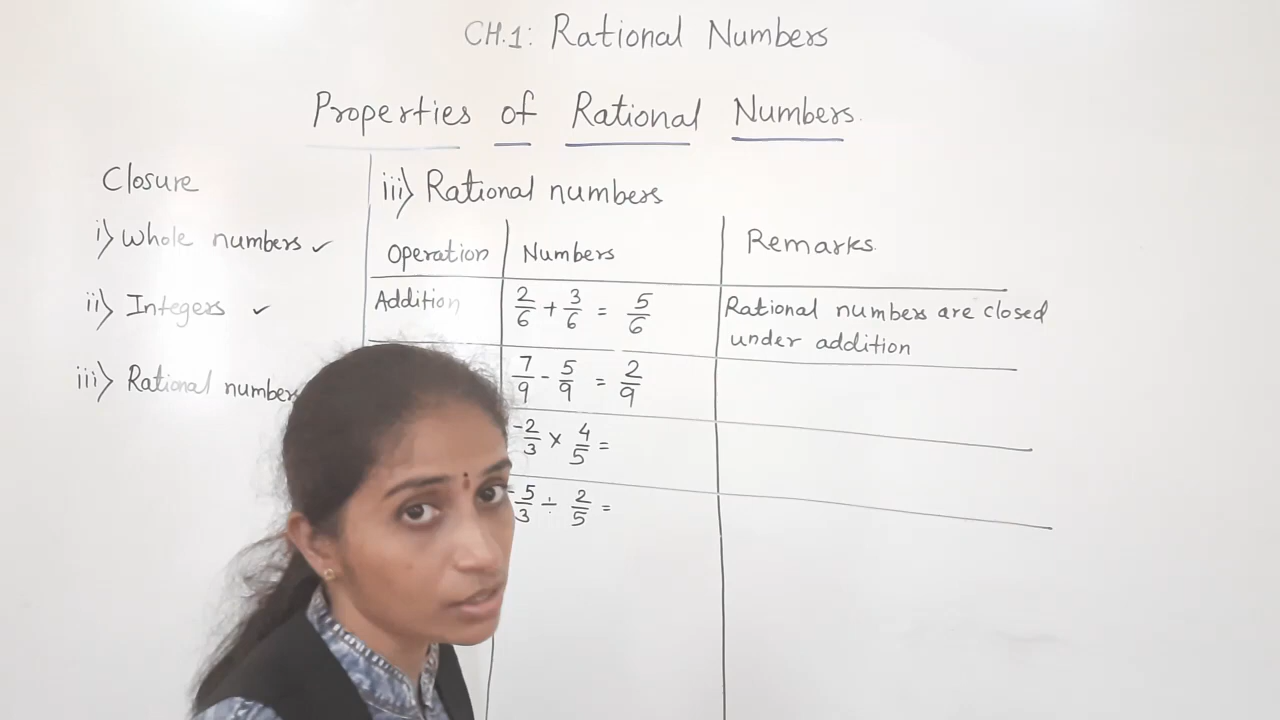 CH.1: Rational Numbers
Properties of Rational Numbers.
Closure
i) Whole numbers ✓
ii) Integers ✓
iii) Rational numbers
iii) Rational numbers
Operation Numbers Remarks.
Addition 2/6 + 3/6 = 5/6 Rational numbers are closed
under addition
7/9 - 5/9 = 2/9
-2/3 × 4/5 =
-5/3 ÷ 2/5 =